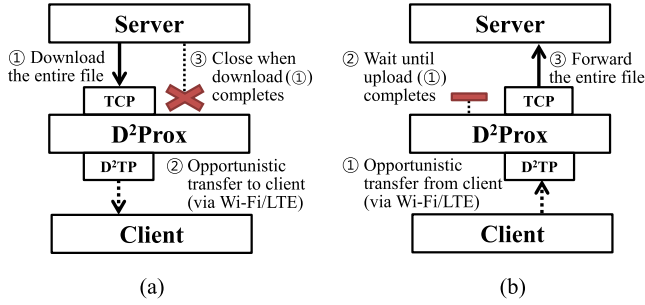 Server
① Download
the entire file
③ Close when
download (①)
completes
TCP
D²Prox
D²TP
② Opportunistic
transfer to client
(via Wi-Fi/LTE)
Client
(a)
Server
② Wait until
upload (①)
completes
③ Forward
the entire file
TCP
D²Prox
D²TP
① Opportunistic
transfer from client
(via Wi-Fi/LTE)
Client
(b)